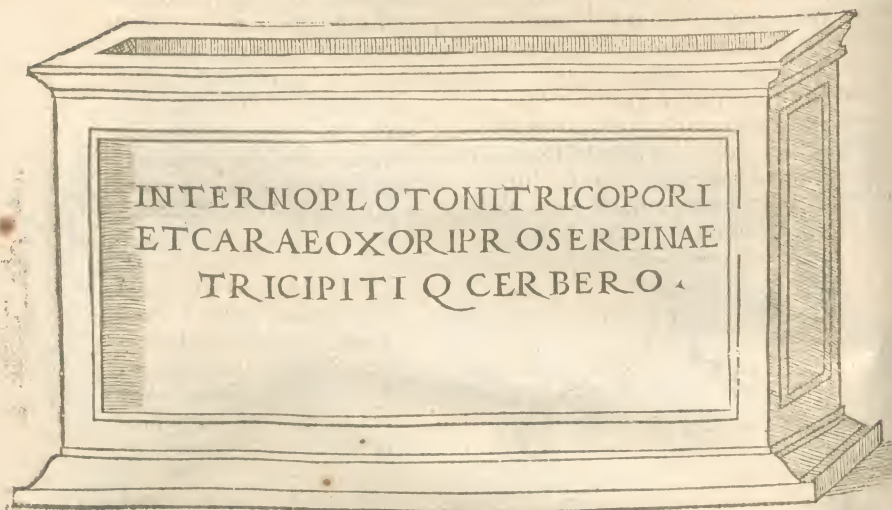 INTERNOPLOTONITRICOPORI
ETCARAEOXORIPROSERPINAE
TRICIPITI Q CERBERO .